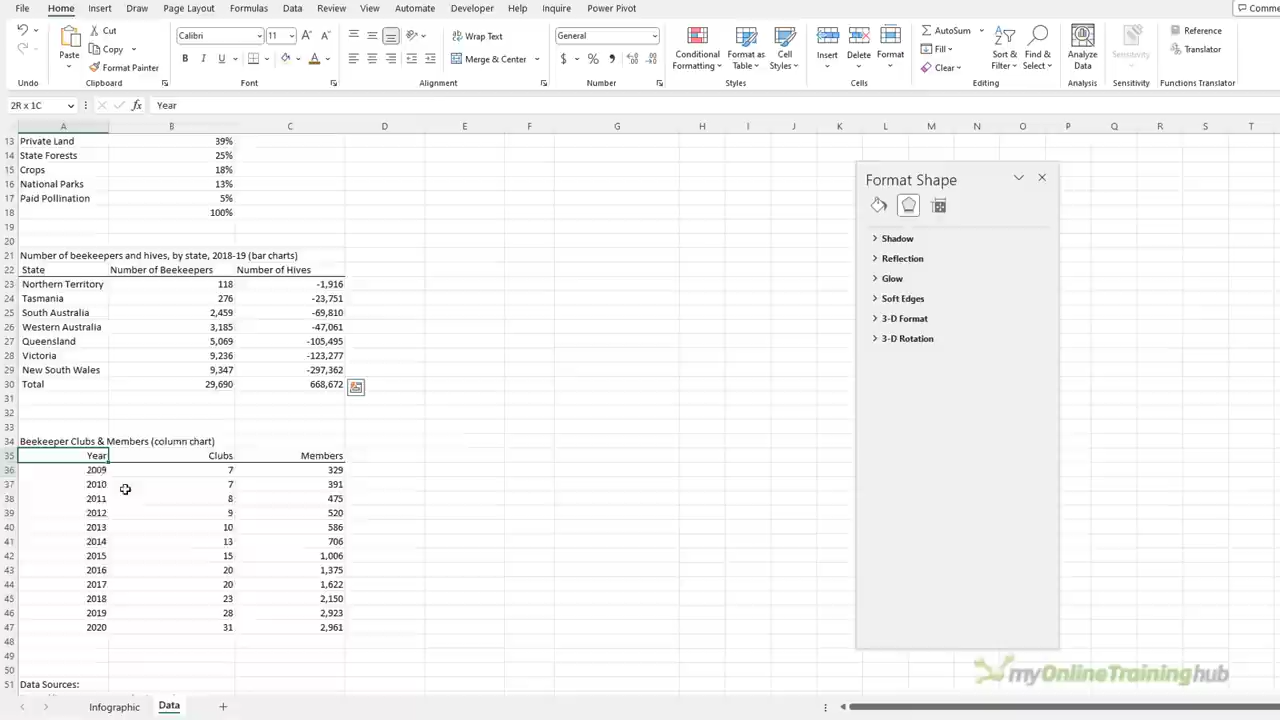 File Home Insert Draw Page Layout Formulas Data Review View Automate Developer Help Inquire Power Pivot
Undo
Paste
Cut
Copy
Format Painter
Clipboard
Calibri 11
B I U
Font
Wrap Text
Merge & Center
Alignment
General
$ %
Number
Conditional Formatting
Format as Table
Cell Styles
Styles
Insert Delete Format
Cells
AutoSum
Fill
Clear
Sort & Filter
Find & Select
Editing
Analyze Data
Analysis
Sensitivity
Sensitivity
Reference
Translator
Functions Translator
2R x 1C fx Year
A B C D E F G H I J K L M N O P Q R S T
13 Private Land 39%
14 State Forests 25%
15 Crops 18%
16 National Parks 13%
17 Paid Pollination 5%
18 100%
19
20
21 Number of beekeepers and hives, by state, 2018-19 (bar charts)
22 State Number of Beekeepers Number of Hives
23 Northern Territory 118 -1,916
24 Tasmania 276 -23,751
25 South Australia 2,459 -69,810
26 Western Australia 3,185 -47,061
27 Queensland 5,069 -105,495
28 Victoria 9,236 -123,277
29 New South Wales 9,347 -297,362
30 Total 29,690 668,672
31
32
33
34 Beekeeper Clubs & Members (column chart)
35 Year Clubs Members
36 2009 7 329
37 2010 7 391
38 2011 8 475
39 2012 9 520
40 2013 10 586
41 2014 13 706
42 2015 15 1,006
43 2016 20 1,375
44 2017 20 1,622
45 2018 23 2,150
46 2019 28 2,923
47 2020 31 2,961
48
49
50
51 Data Sources:
Format Shape
Shadow
Reflection
Glow
Soft Edges
3-D Format
3-D Rotation
myOnlineTraininghub
Infographic Data